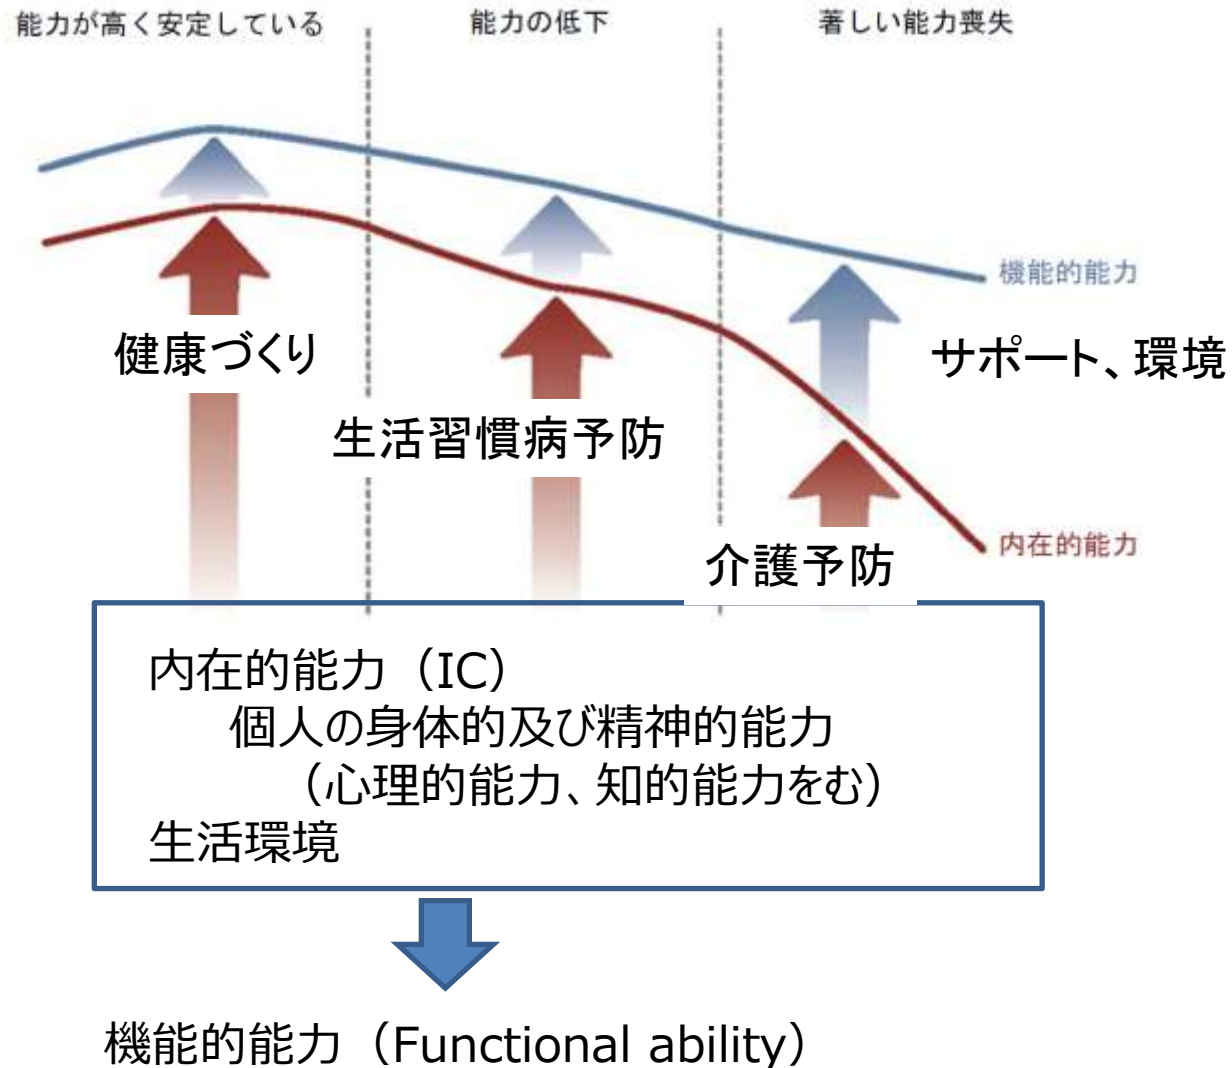 能力が高く安定している
能力の低下
著しい能力喪失
機能的能力
健康づくり
サポート、環境
生活習慣病予防
内在的能力
介護予防
内在的能力（IC）
個人の身体的及び精神的能力
（心理的能力、知的能力をむ）
生活環境
機能的能力（Functional ability）